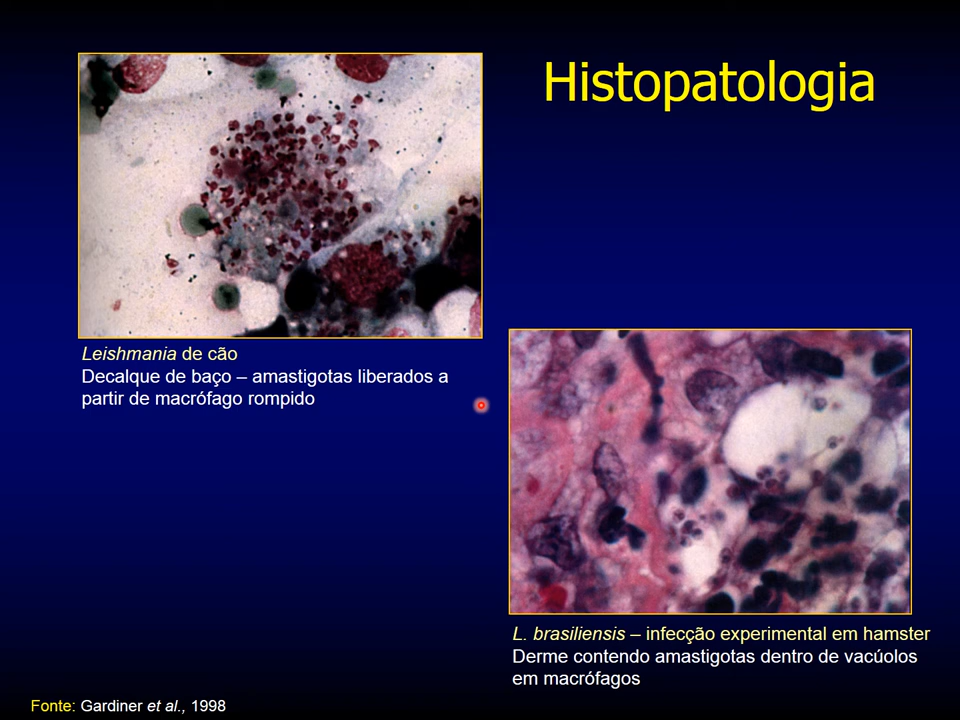 Histopatologia
Leishmania de cão
Decalque de baço – amastigotas liberados a
partir de macrófago rompido
L. brasiliensis – infecção experimental em hamster
Derme contendo amastigotas dentro de vacúolos
em macrófagos
Fonte: Gardiner et al., 1998